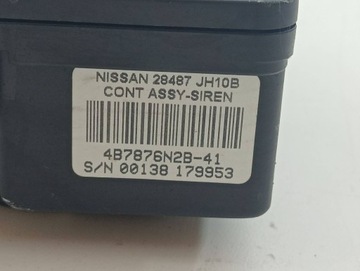 NISSAN 28487 JH10B
CONT ASSY-SIREN
4B7876N2B-41
S/N 00138 179953